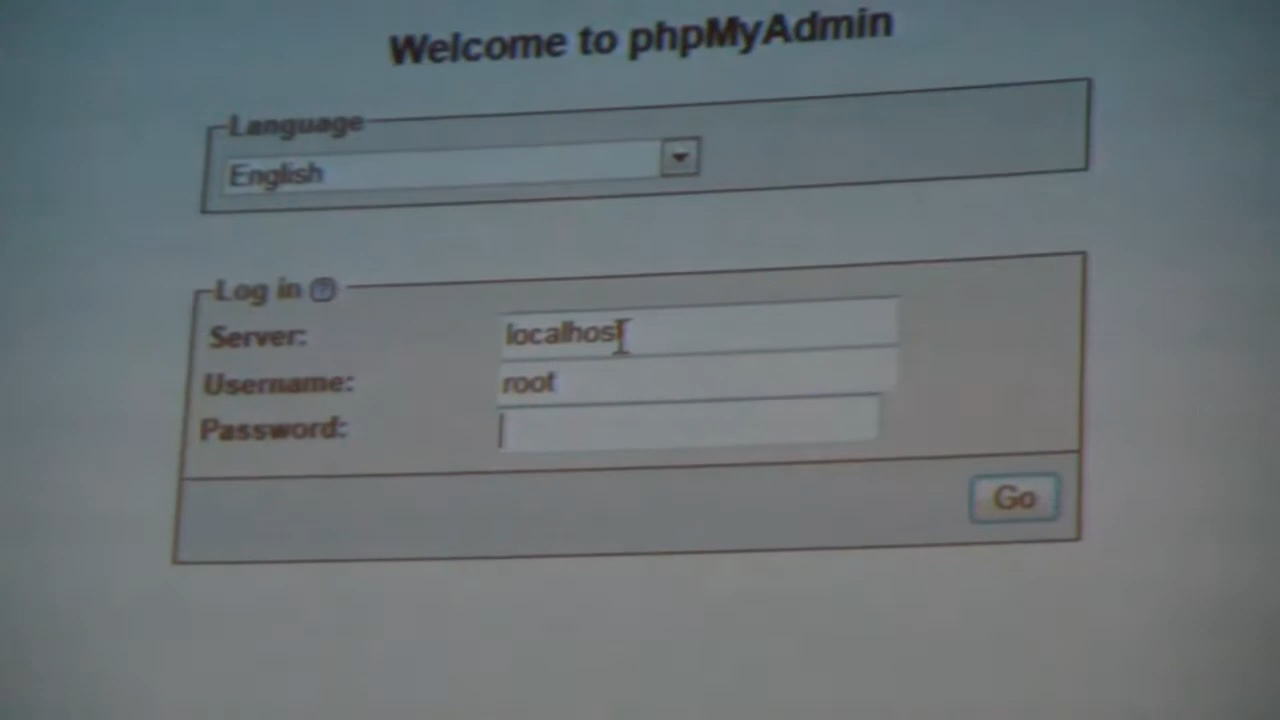 Welcome to phpMyAdmin
Language
English
Log in
Server: localhost
Username: root
Password:
Go